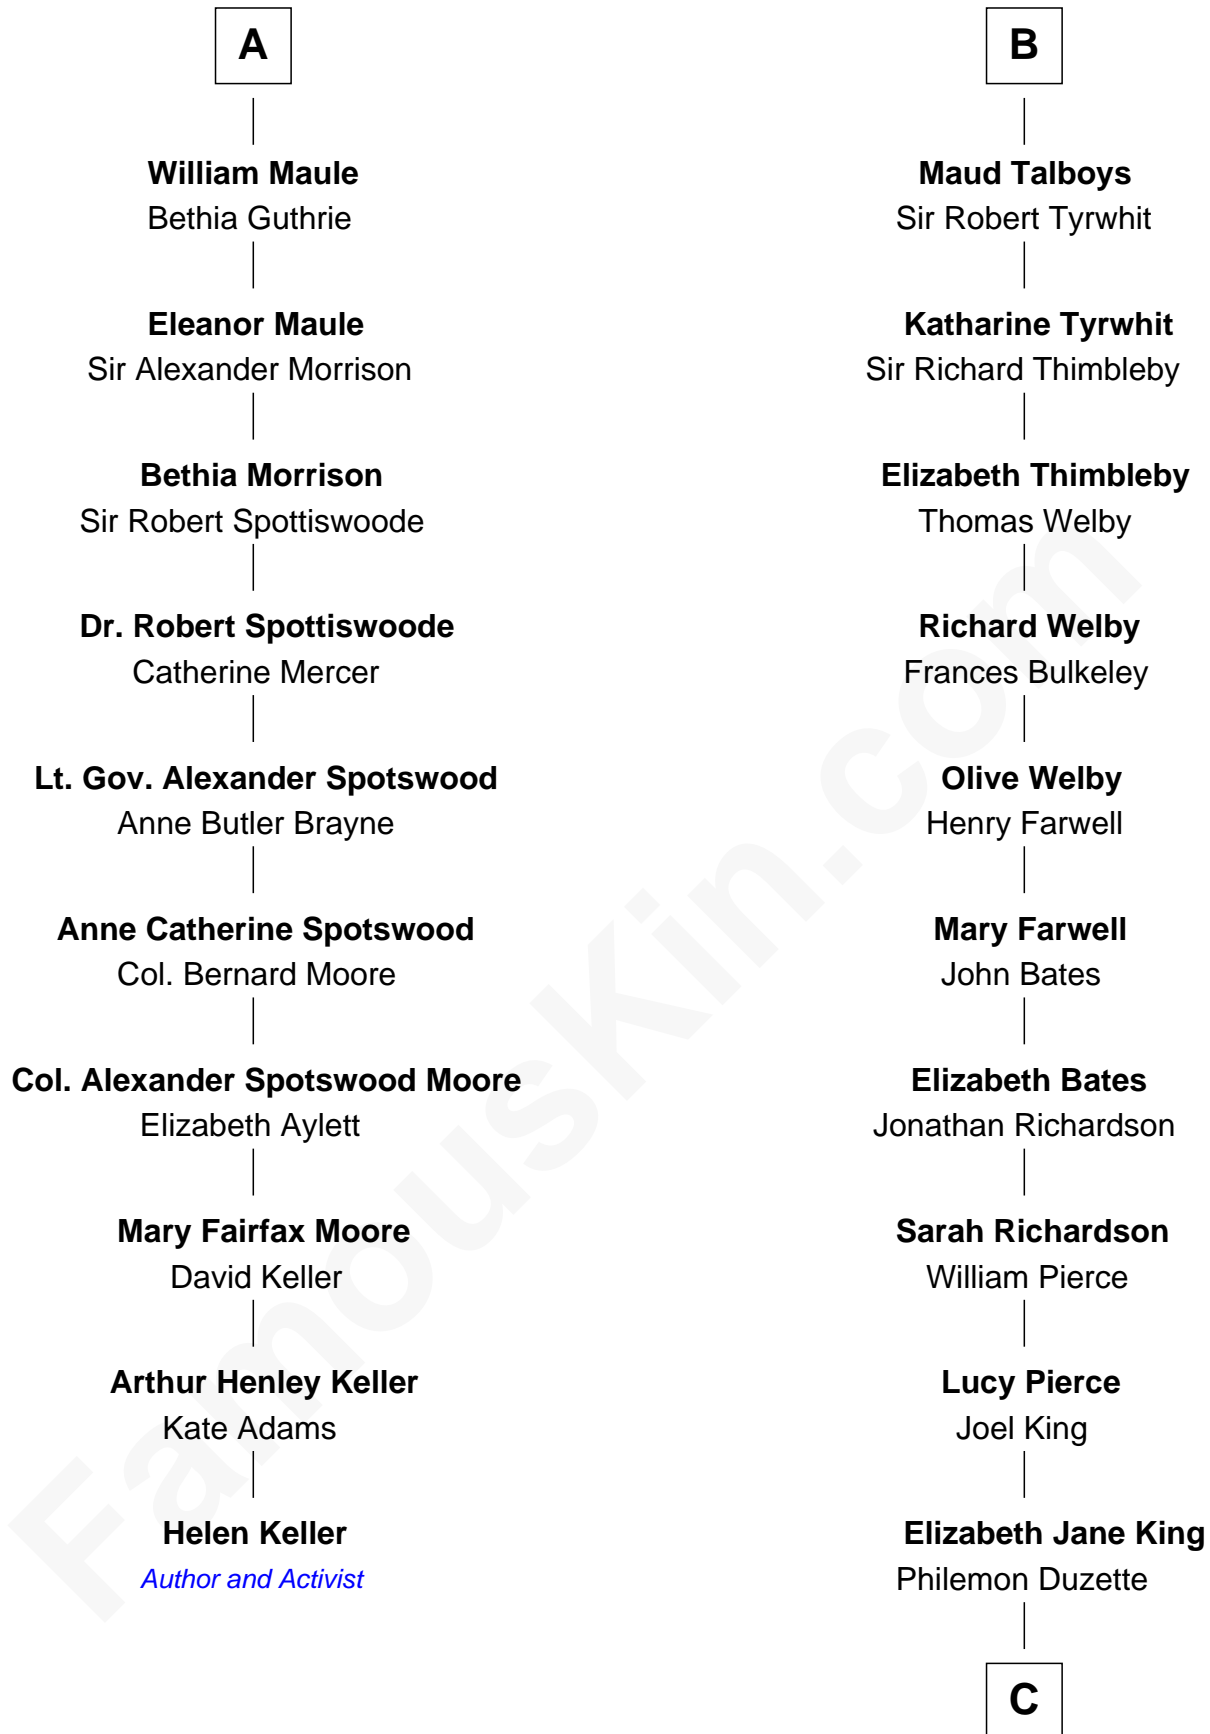 A
William Maule
Bethia Guthrie
Eleanor Maule
Sir Alexander Morrison
Bethia Morrison
Sir Robert Spottiswoode
Dr. Robert Spottiswoode
Catherine Mercer
Lt. Gov. Alexander Spotswood
Anne Butler Brayne
Anne Catherine Spotswood
Col. Bernard Moore
Col. Alexander Spotswood Moore
Elizabeth Aylett
Mary Fairfax Moore
David Keller
Arthur Henley Keller
Kate Adams
Helen Keller
Author and Activist
B
Maud Talboys
Sir Robert Tyrwhit
Katharine Tyrwhit
Sir Richard Thimbleby
Elizabeth Thimbleby
Thomas Welby
Richard Welby
Frances Bulkeley
Olive Welby
Henry Farwell
Mary Farwell
John Bates
Elizabeth Bates
Jonathan Richardson
Sarah Richardson
William Pierce
Lucy Pierce
Joel King
Elizabeth Jane King
Philemon Duzette
C
FamousKin.com